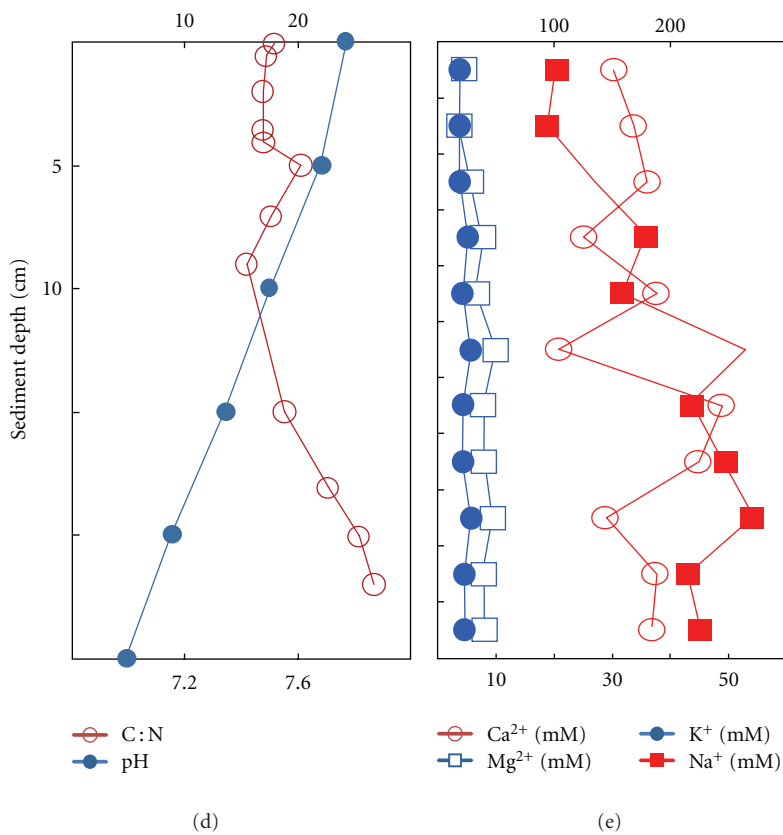 10 20
100 200
Sediment depth (cm)
5
10
7.2 7.6
10 30 50
C : N
pH
Ca2+ (mM)
Mg2+ (mM)
K+ (mM)
Na+ (mM)
(d)
(e)